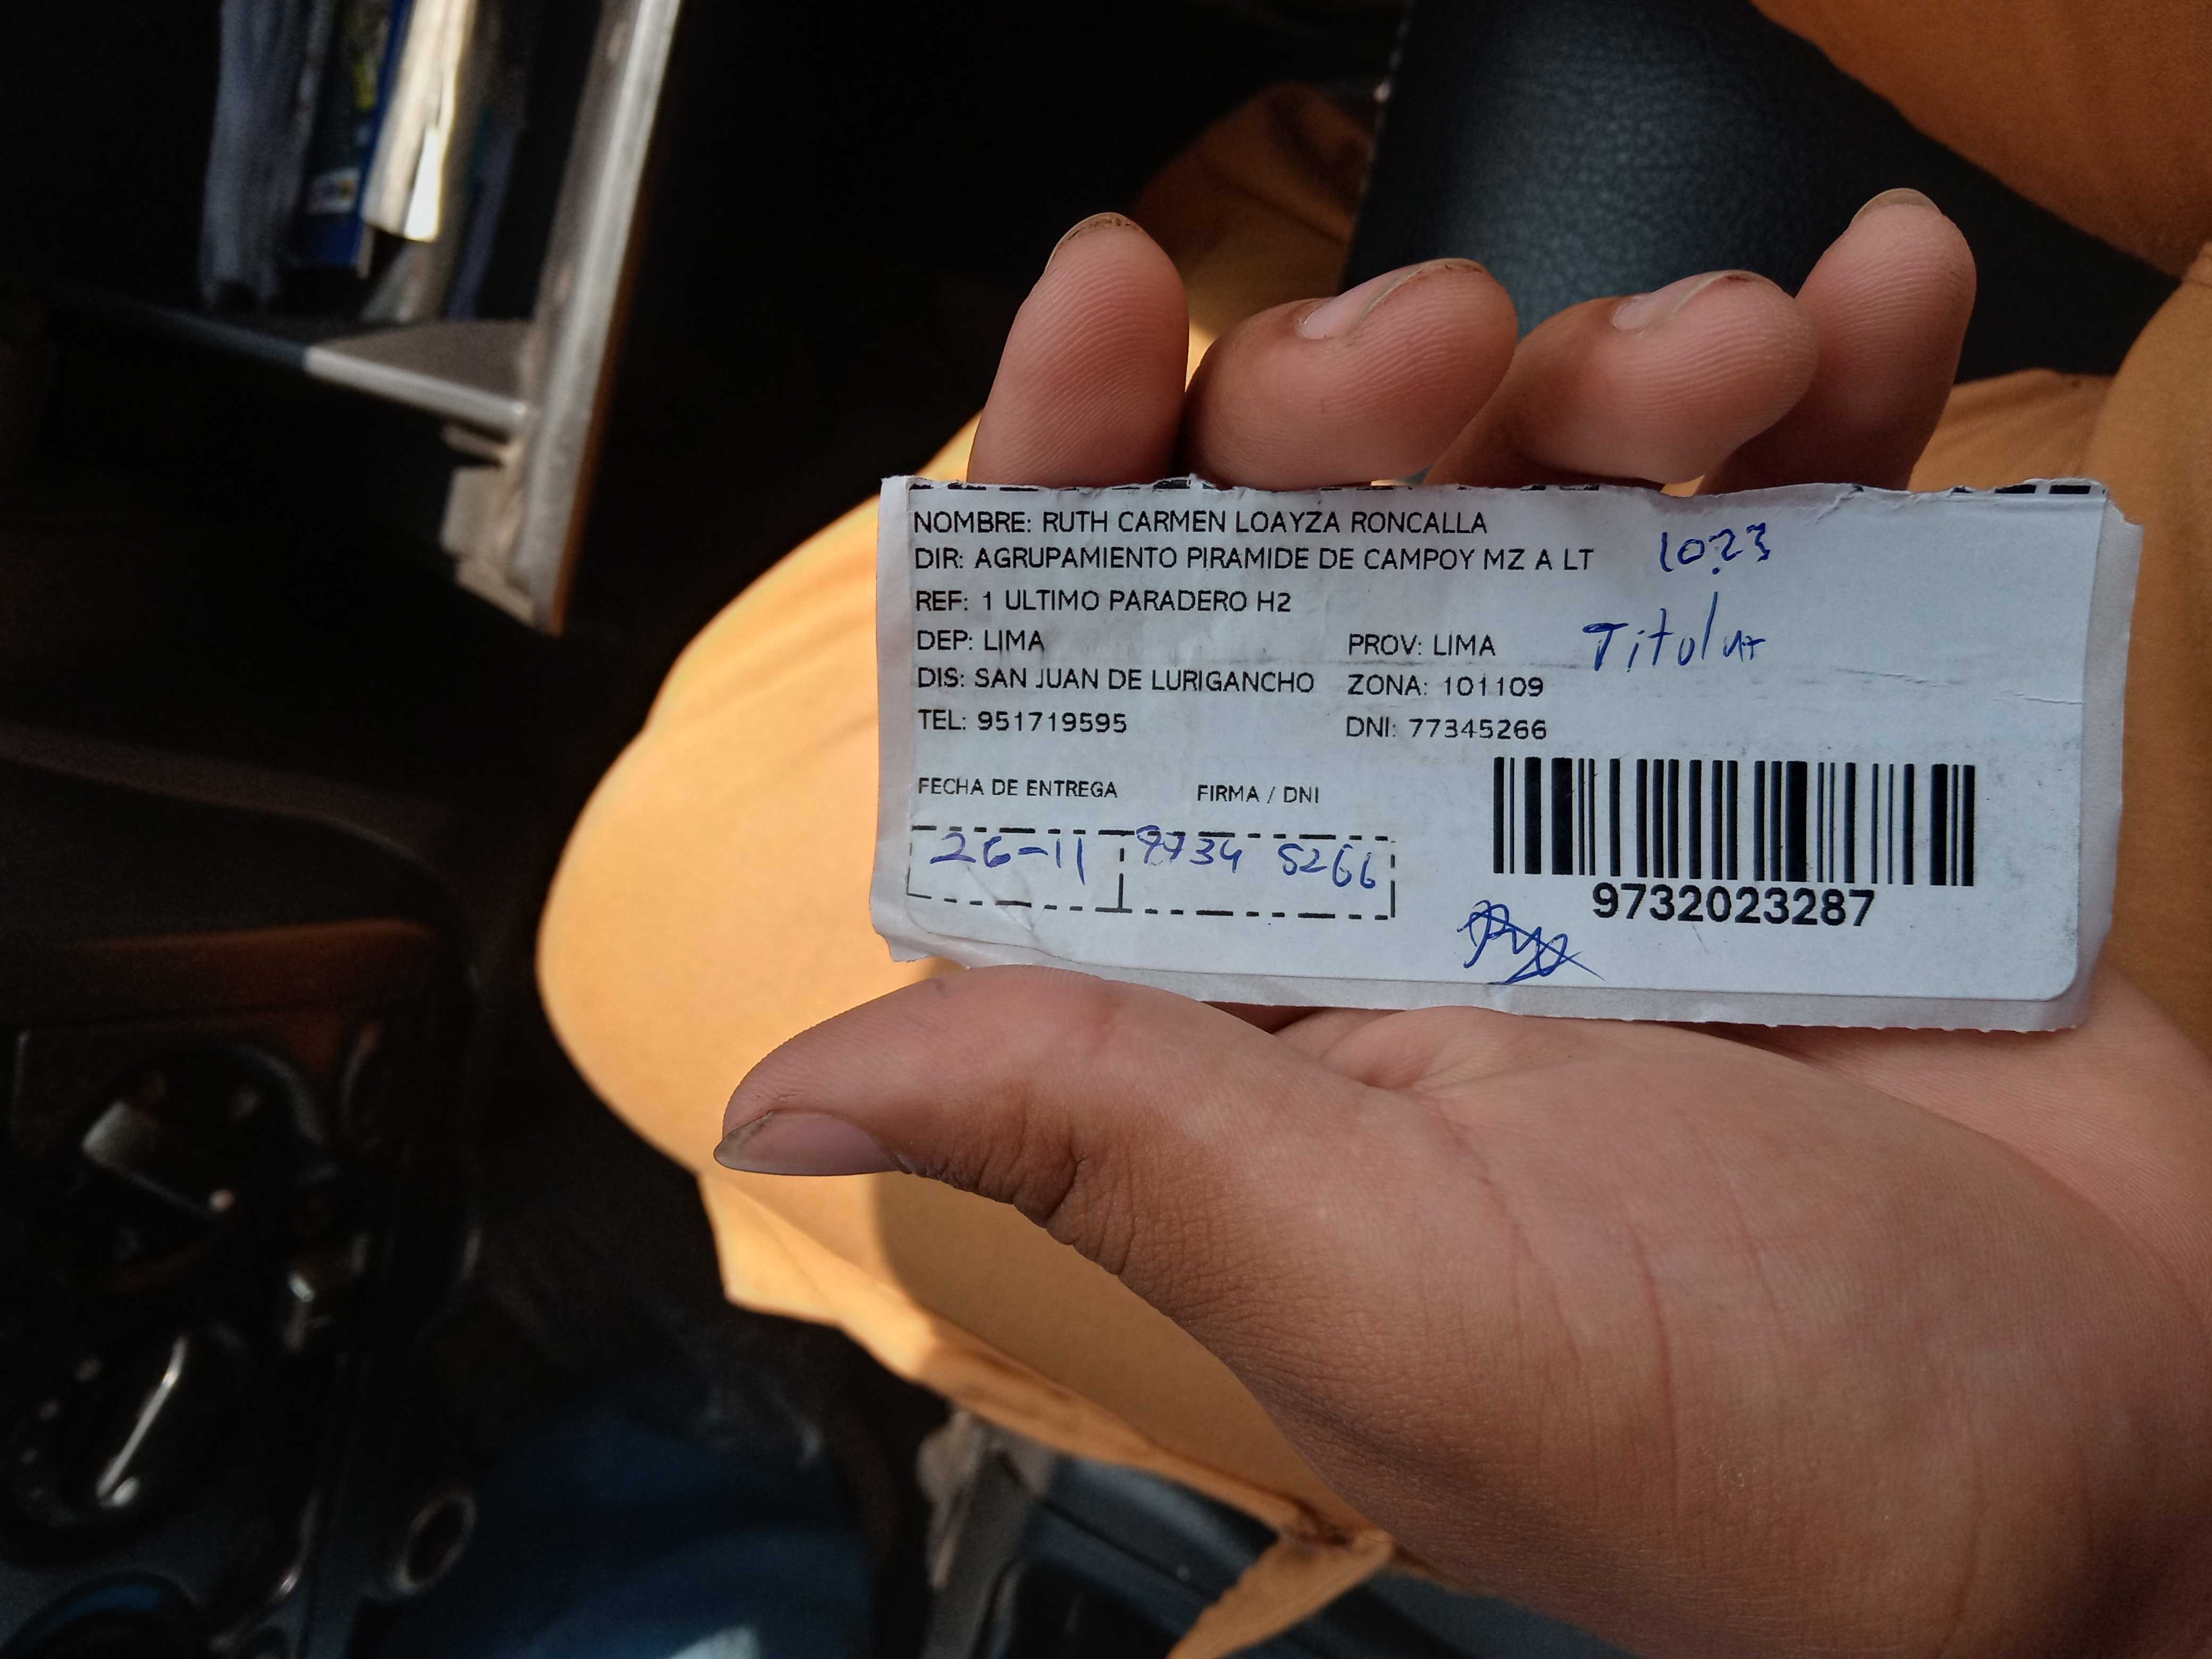 NOMBRE: RUTH CARMEN LOAYZA RONCALLA
DIR: AGRUPAMIENTO PIRAMIDE DE CAMPOY MZ A LT
10:23
REF: 1 ULTIMO PARADERO H2
DEP: LIMA PROV: LIMA
Titular
DIS: SAN JUAN DE LURIGANCHO ZONA: 101109
TEL: 951719595 DNI: 77345266
FECHA DE ENTREGA FIRMA / DNI
26-11 7734 5266
9732023287